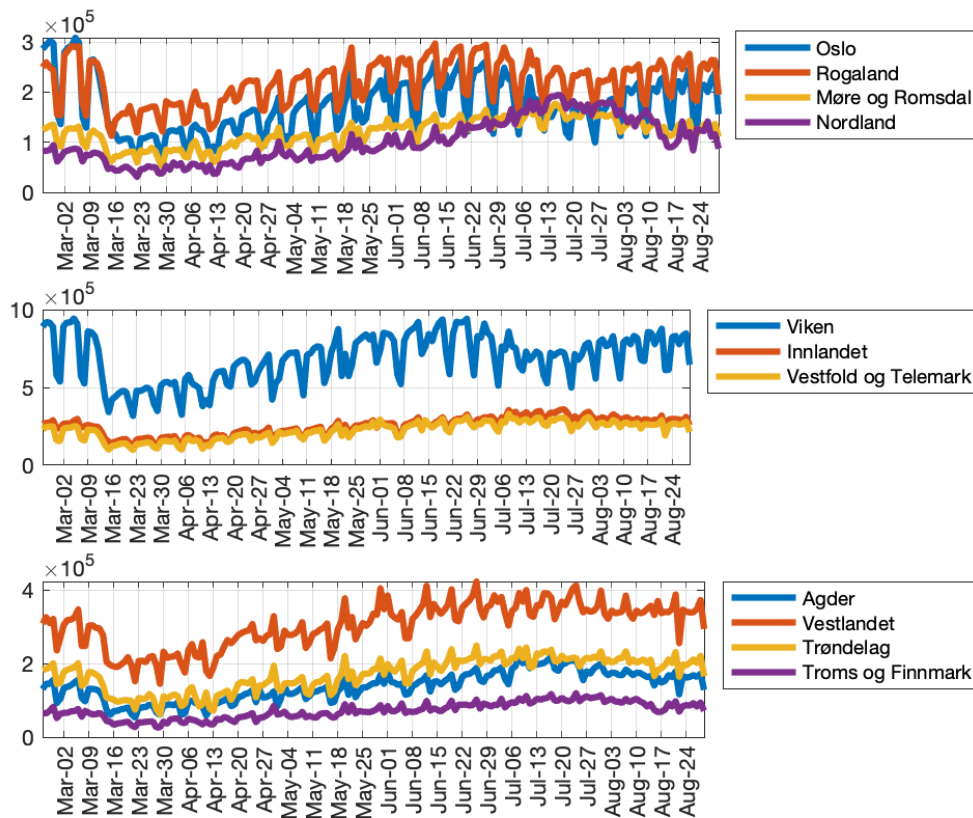 ×10^5
3
2
1
0
Mar-02
Mar-09
Mar-16
Mar-23
Mar-30
Apr-06
Apr-13
Apr-20
Apr-27
May-04
May-11
May-18
May-25
Jun-01
Jun-08
Jun-15
Jun-22
Jun-29
Jul-06
Jul-13
Jul-20
Jul-27
Aug-03
Aug-10
Aug-17
Aug-24
Oslo
Rogaland
Møre og Romsdal
Nordland
×10^5
10
5
0
Mar-02
Mar-09
Mar-16
Mar-23
Mar-30
Apr-06
Apr-13
Apr-20
Apr-27
May-04
May-11
May-18
May-25
Jun-01
Jun-08
Jun-15
Jun-22
Jun-29
Jul-06
Jul-13
Jul-20
Jul-27
Aug-03
Aug-10
Aug-17
Aug-24
Viken
Innlandet
Vestfold og Telemark
×10^5
4
2
0
Mar-02
Mar-09
Mar-16
Mar-23
Mar-30
Apr-06
Apr-13
Apr-20
Apr-27
May-04
May-11
May-18
May-25
Jun-01
Jun-08
Jun-15
Jun-22
Jun-29
Jul-06
Jul-13
Jul-20
Jul-27
Aug-03
Aug-10
Aug-17
Aug-24
Agder
Vestlandet
Trøndelag
Troms og Finnmark